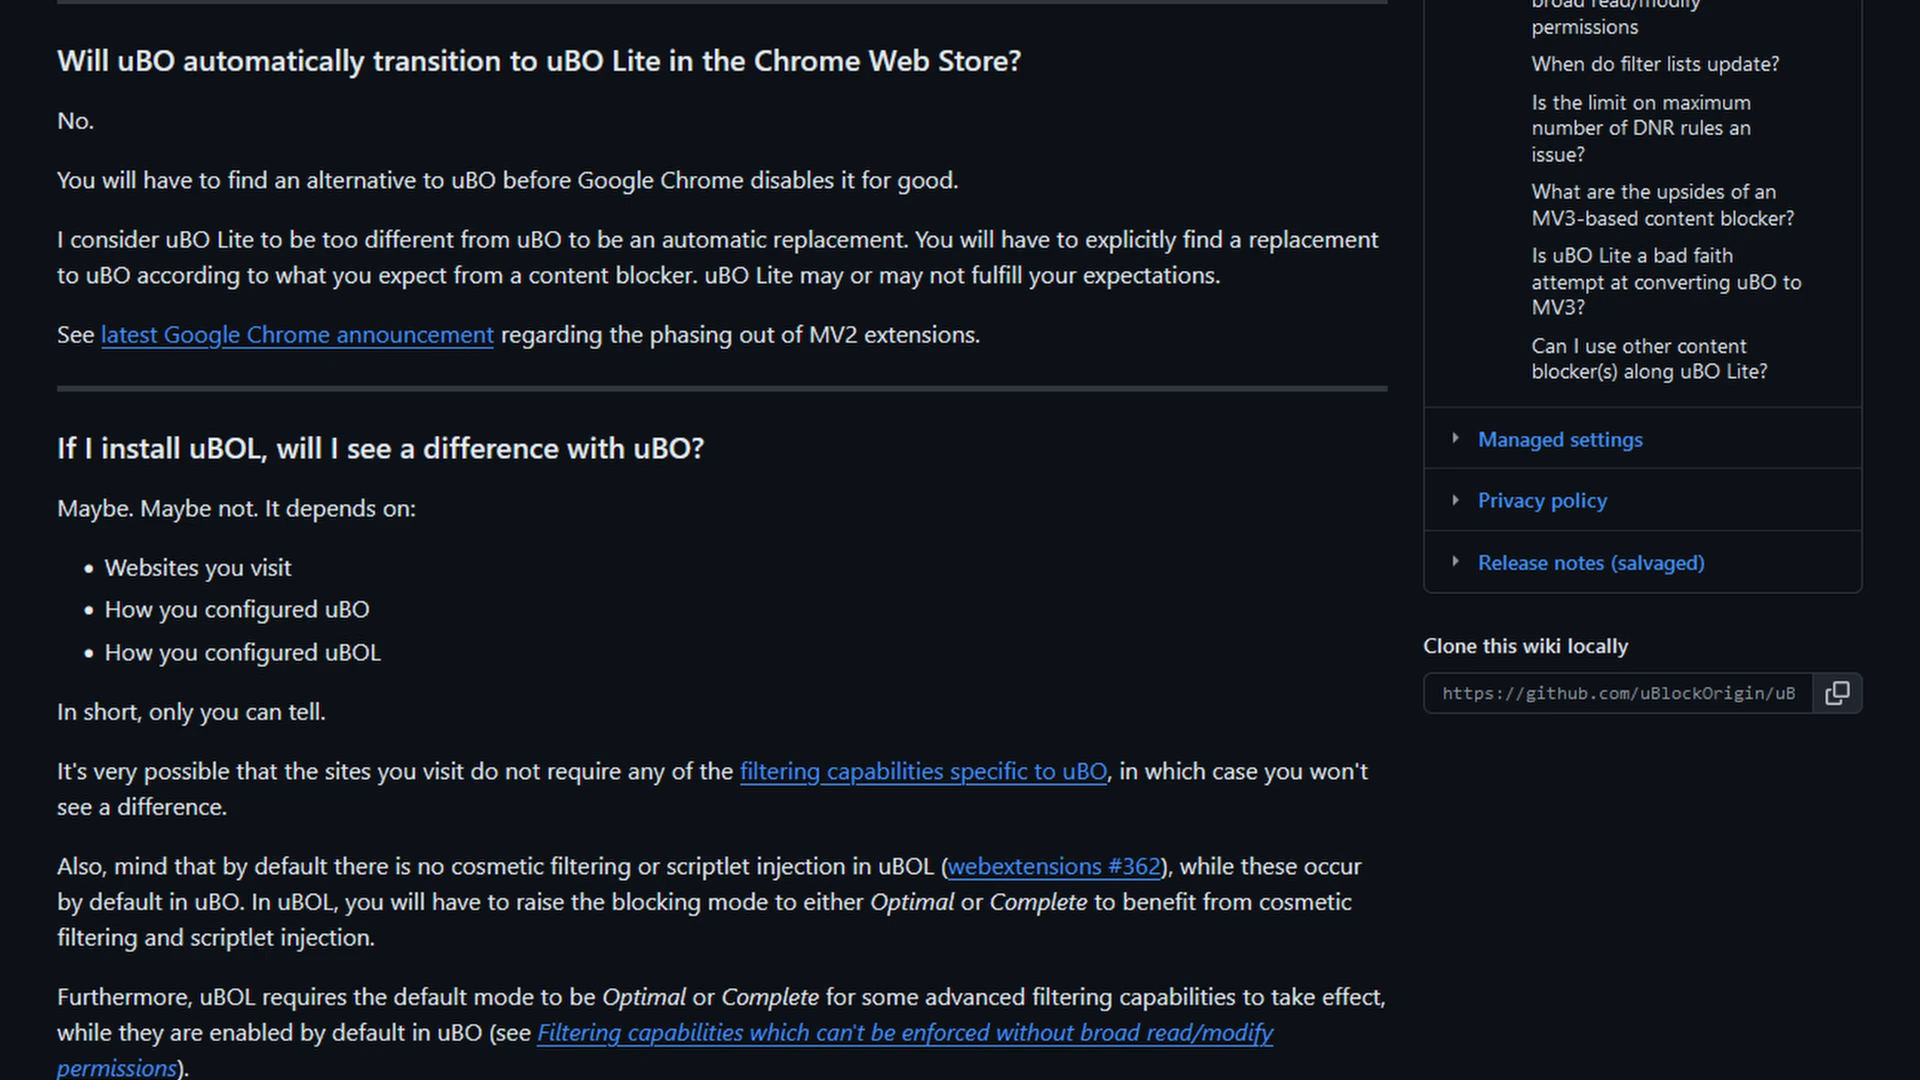 Will uBO automatically transition to uBO Lite in the Chrome Web Store?
No.
You will have to find an alternative to uBO before Google Chrome disables it for good.
I consider uBO Lite to be too different from uBO to be an automatic replacement. You will have to explicitly find a replacement
to uBO according to what you expect from a content blocker. uBO Lite may or may not fulfill your expectations.
See latest Google Chrome announcement regarding the phasing out of MV2 extensions.
If I install uBOL, will I see a difference with uBO?
Maybe. Maybe not. It depends on:
• Websites you visit
• How you configured uBO
• How you configured uBOL
In short, only you can tell.
It's very possible that the sites you visit do not require any of the filtering capabilities specific to uBO, in which case you won't
see a difference.
Also, mind that by default there is no cosmetic filtering or scriptlet injection in uBOL (webextensions #362), while these occur
by default in uBO. In uBOL, you will have to raise the blocking mode to either Optimal or Complete to benefit from cosmetic
filtering and scriptlet injection.
Furthermore, uBOL requires the default mode to be Optimal or Complete for some advanced filtering capabilities to take effect,
while they are enabled by default in uBO (see Filtering capabilities which can't be enforced without broad read/modify
permissions).
broad read/modify
permissions
When do filter lists update?
Is the limit on maximum
number of DNR rules an
issue?
What are the upsides of an
MV3-based content blocker?
Is uBO Lite a bad faith
attempt at converting uBO to
MV3?
Can I use other content
blocker(s) along uBO Lite?
Managed settings
Privacy policy
Release notes (salvaged)
Clone this wiki locally
https://github.com/uBlockOrigin/uB